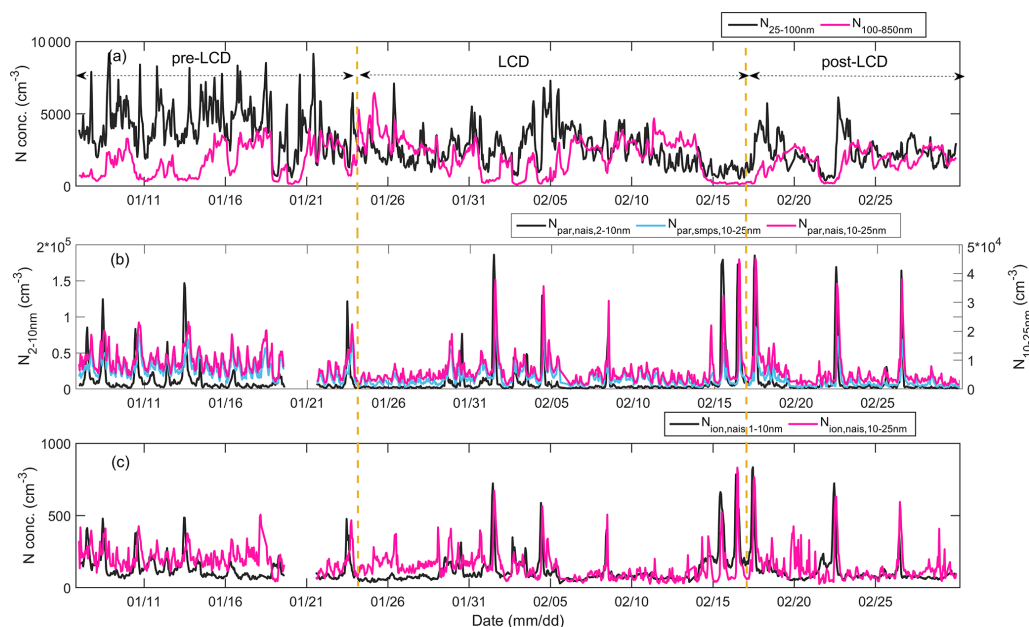 N25-100nm N100-850nm
(a) pre-LCD LCD post-LCD
N conc. (cm-3)
10 000
5000
0
01/11 01/16 01/21 01/26 01/31 02/05 02/10 02/15 02/20 02/25
Npar,nais,2-10nm Npar,smps,10-25nm Npar,nais,10-25nm
(b)
N2-10nm (cm-3)
2*10^5
1.5
1
0.5
0
5*10^4
4
3
2
1
0
N10-25nm (cm-3)
01/11 01/16 01/21 01/26 01/31 02/05 02/10 02/15 02/20 02/25
Nion,nais,1-10nm Nion,nais,10-25nm
(c)
N conc. (cm-3)
1000
500
0
01/11 01/16 01/21 01/26 01/31 02/05 02/10 02/15 02/20 02/25
Date (mm/dd)